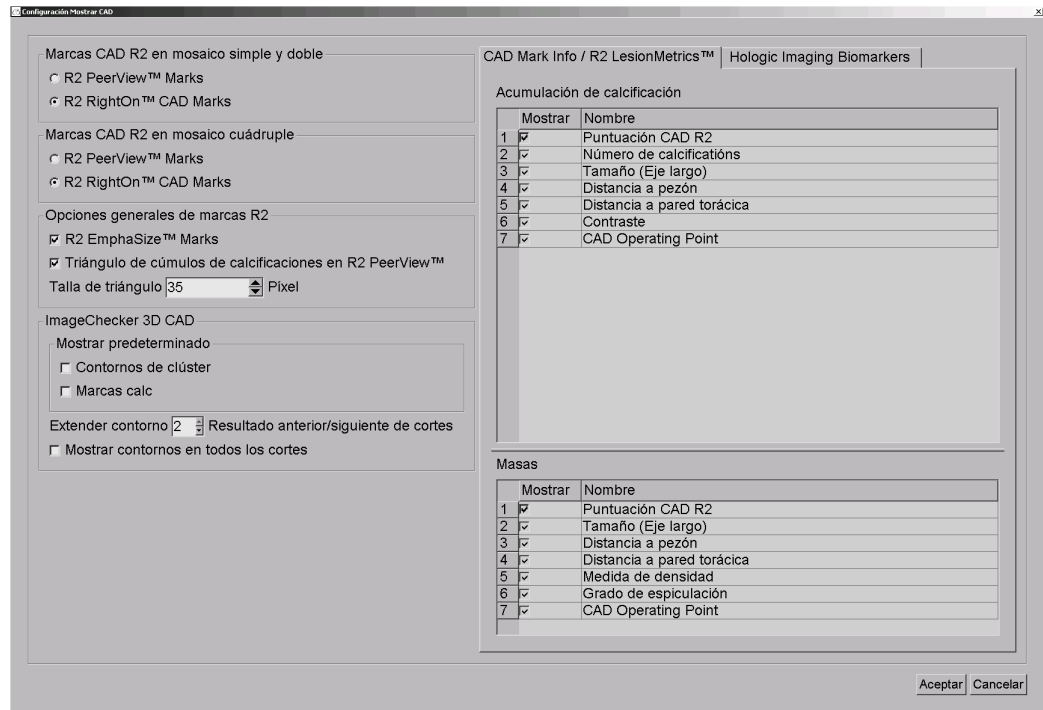 Configuración Mostrar CAD
Marcas CAD R2 en mosaico simple y doble
R2 PeerView™ Marks
R2 RightOn™ CAD Marks
Marcas CAD R2 en mosaico cuádruple
R2 PeerView™ Marks
R2 RightOn™ CAD Marks
Opciones generales de marcas R2
R2 EmphaSize™ Marks
Triángulo de cúmulos de calcificaciones en R2 PeerView™
Talla de triángulo 35 Píxel
ImageChecker 3D CAD
Mostrar predeterminado
Contornos de clúster
Marcas calc
Extender contorno 2 Resultado anterior/siguiente de cortes
Mostrar contornos en todos los cortes
CAD Mark Info / R2 LesionMetrics™ Hologic Imaging Biomarkers
Acumulación de calcificación
Mostrar Nombre
1 Puntuación CAD R2
2 Número de calcificatións
3 Tamaño (Eje largo)
4 Distancia a pezón
5 Distancia a pared torácica
6 Contraste
7 CAD Operating Point
Masas
Mostrar Nombre
1 Puntuación CAD R2
2 Tamaño (Eje largo)
3 Distancia a pezón
4 Distancia a pared torácica
5 Medida de densidad
6 Grado de espiculación
7 CAD Operating Point
Aceptar Cancelar